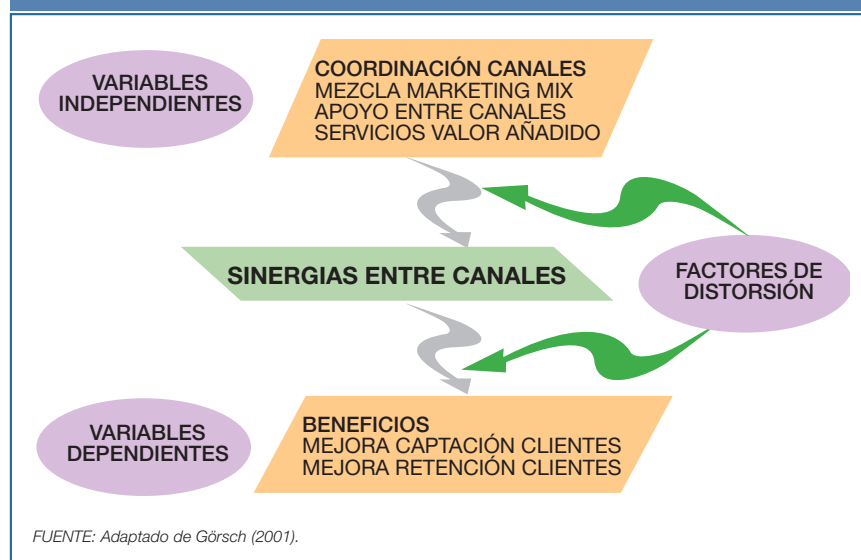 VARIABLES
INDEPENDIENTES
COORDINACIÓN CANALES
MEZCLA MARKETING MIX
APOYO ENTRE CANALES
SERVICIOS VALOR AÑADIDO
SINERGIAS ENTRE CANALES
FACTORES DE
DISTORSIÓN
VARIABLES
DEPENDIENTES
BENEFICIOS
MEJORA CAPTACIÓN CLIENTES
MEJORA RETENCIÓN CLIENTES
FUENTE: Adaptado de Görsch (2001).